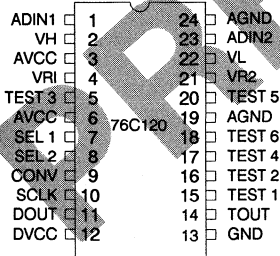 ADIN1 1 24 AGND
VH 2 23 ADIN2
AVCC 3 22 VL
VRI 4 21 VR2
TEST 3 5 20 TEST 5
AVCC 6 76C120 19 AGND
SEL 1 7 18 TEST 6
SEL 2 8 17 TEST 4
CONV 9 16 TEST 2
SCLK 10 15 TEST 1
DOUT 11 14 TOUT
DVCC 12 13 GND